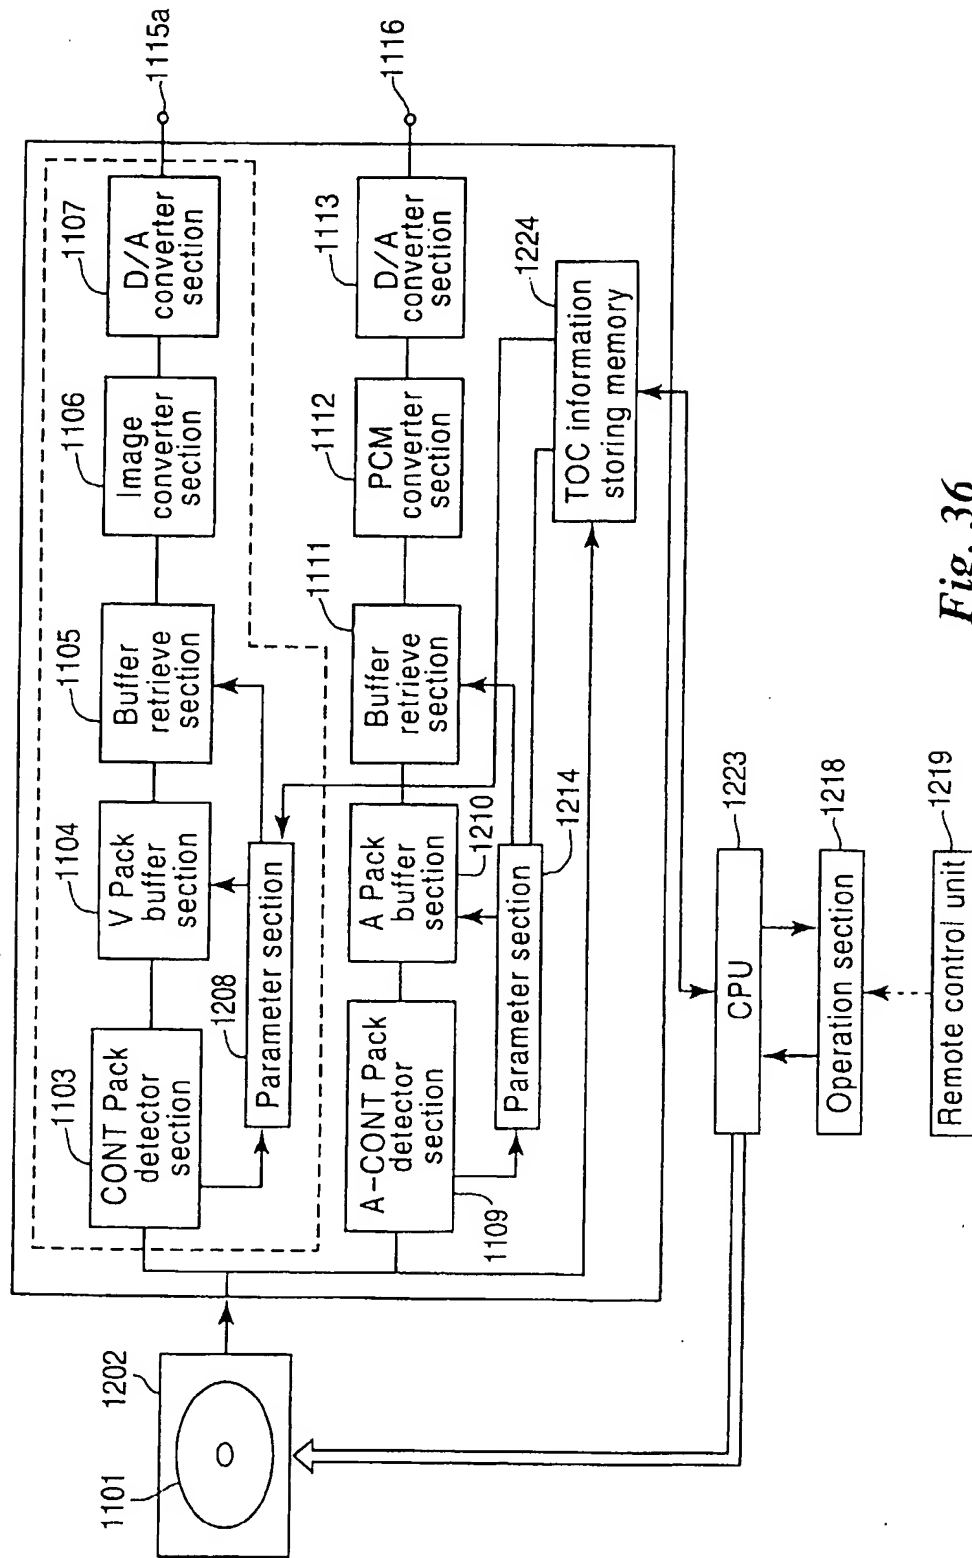 1101
1202
1103
CONT Pack
detector
section
1104
V Pack
buffer
section
1105
Buffer
retrieve
section
1106
Image
converter
section
1107
D/A
converter
section
1115a
1208
Parameter section
A-CONT Pack
detector
section
1109
A Pack
buffer
section
1210
1111
Buffer
retrieve
section
1112
PCM
converter
section
1113
D/A
converter
section
1116
Parameter section
1214
1224
TOC information
storing memory
CPU
1223
Operation section
1218
Remote control unit
1219
Fig. 36